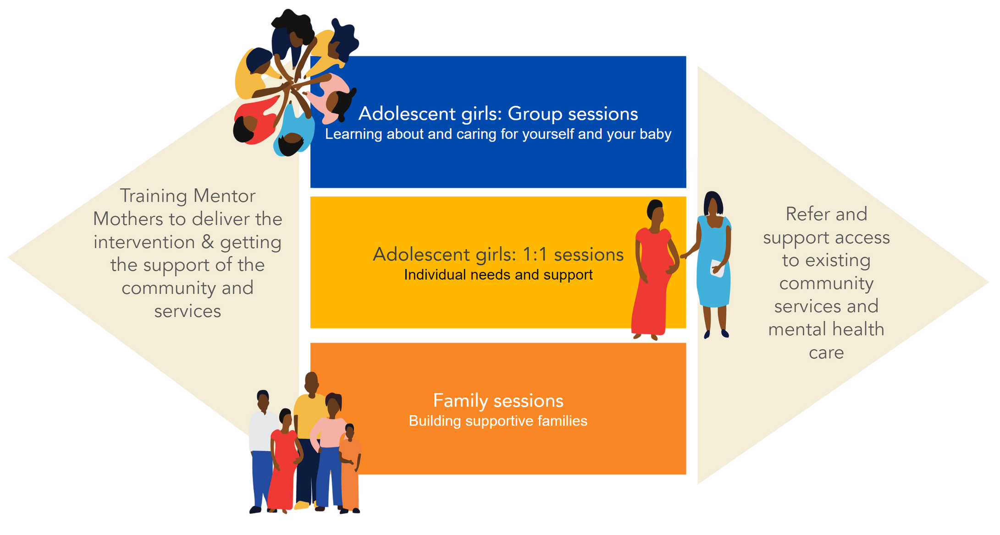 Training Mentor
Mothers to deliver the
intervention & getting
the support of the
community and
services
Adolescent girls: Group sessions
Learning about and caring for yourself and your baby
Adolescent girls: 1:1 sessions
Individual needs and support
Family sessions
Building supportive families
Refer and
support access
to existing
community
services and
mental health
care